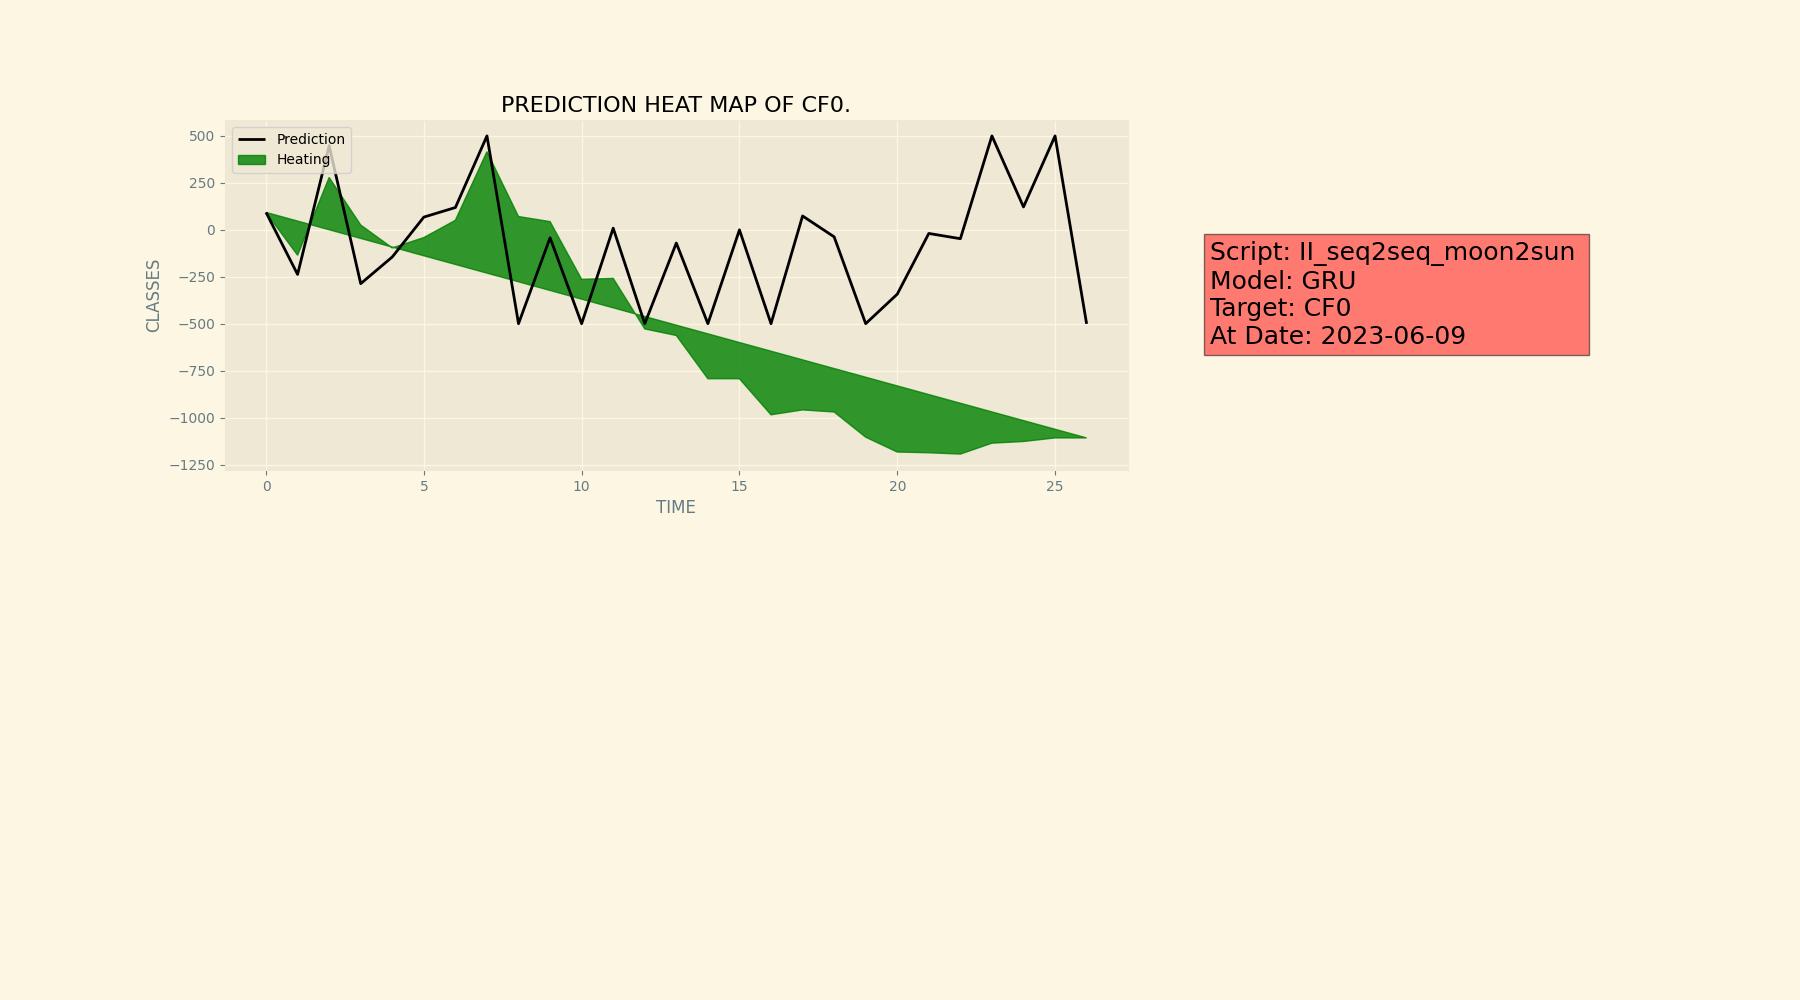 PREDICTION HEAT MAP OF CF0.
Prediction
Heating
500
250
0
−250
−500
−750
−1000
−1250
CLASSES
0 5 10 15 20 25
TIME
Script: II_seq2seq_moon2sun
Model: GRU
Target: CF0
At Date: 2023-06-09